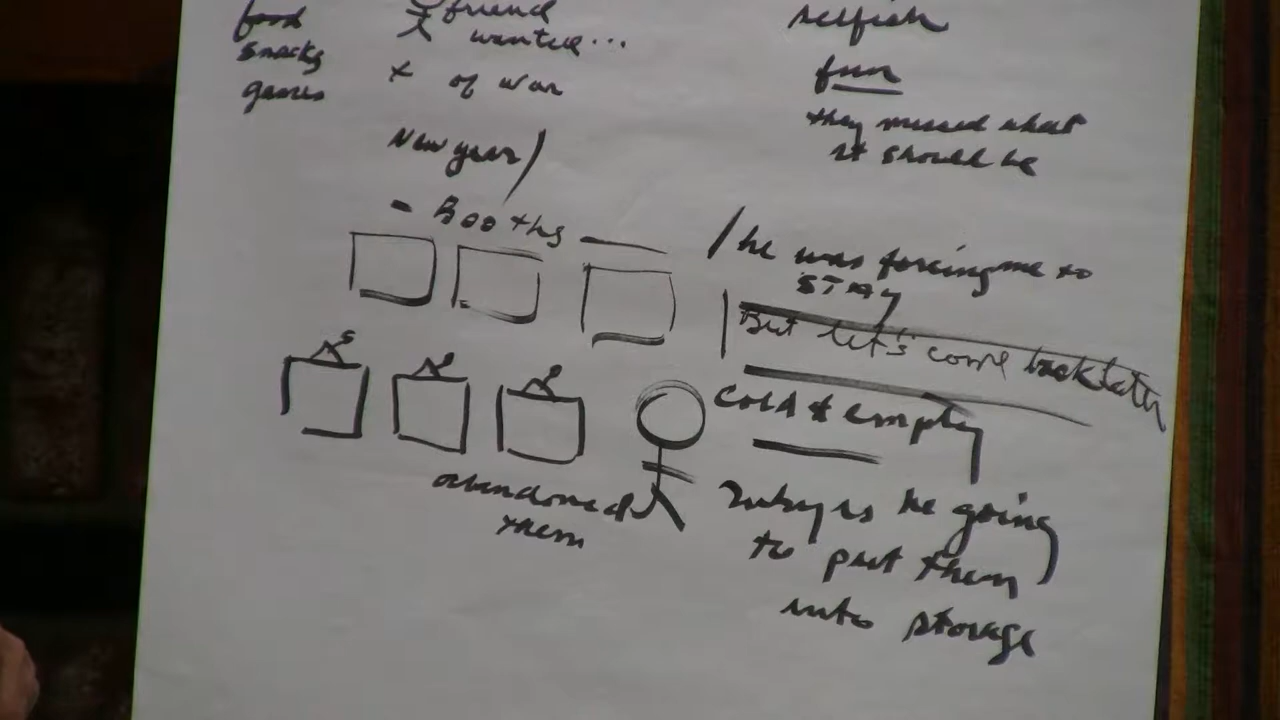 food
snacks
games
friend
wanted...
of war
New year/
- Booths
selfish
fun
they missed what
it should be
/he was forcing me to
STAY
But let's come back
cold & empty
abandoned
them
why is he going
to put them
into storage